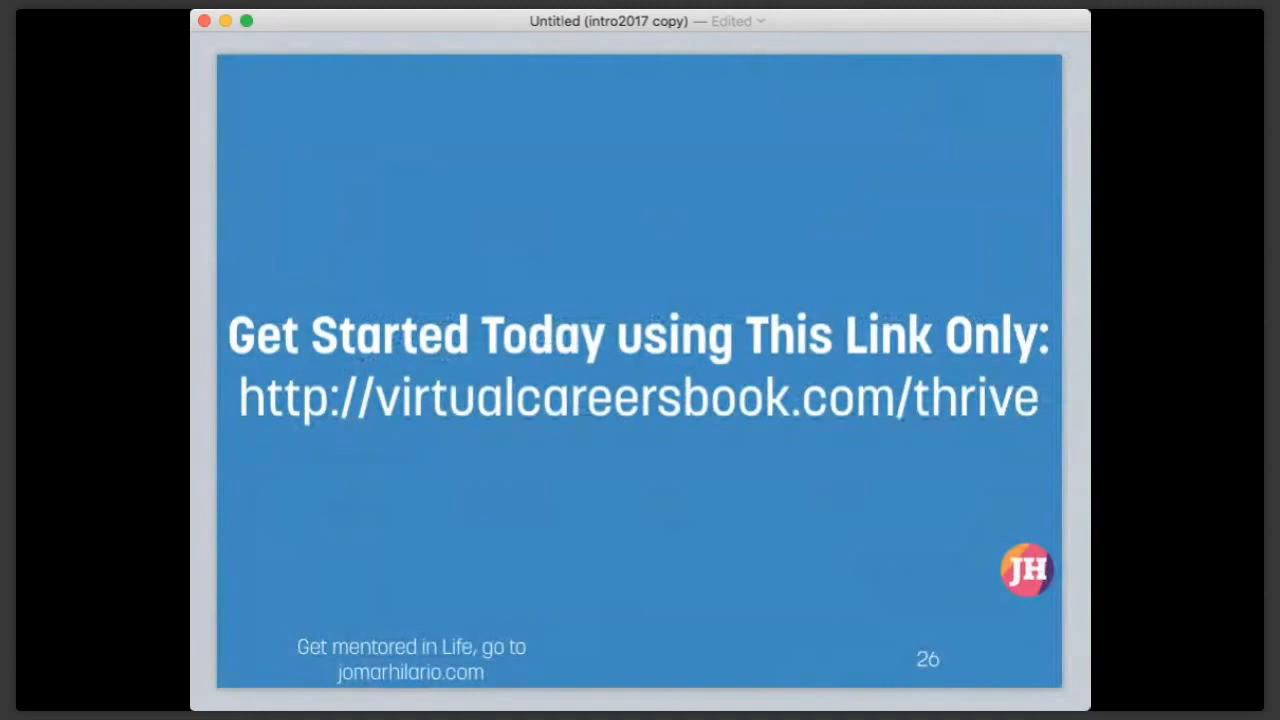 Untitled (intro2017 copy) — Edited
Get Started Today using This Link Only:
http://virtualcareersbook.com/thrive
JH
Get mentored in Life, go to
jomarhilario.com
26